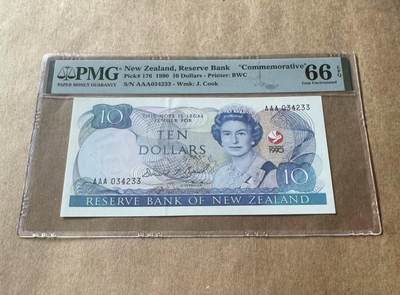 PMG
PAPER MONEY GUARANTY
New Zealand, Reserve Bank "Commemorative"
Pick# 176 1990 10 Dollars - Printer: BWC
S/N AAA034233 - Wmk: J. Cook
66 EPQ
Gem Uncirculated
THIS NOTE IS LEGAL
TENDER FOR
10
TEN
DOLLARS
AAA 034233
1990
AAA 034233
10
RESERVE BANK OF NEW ZEALAND